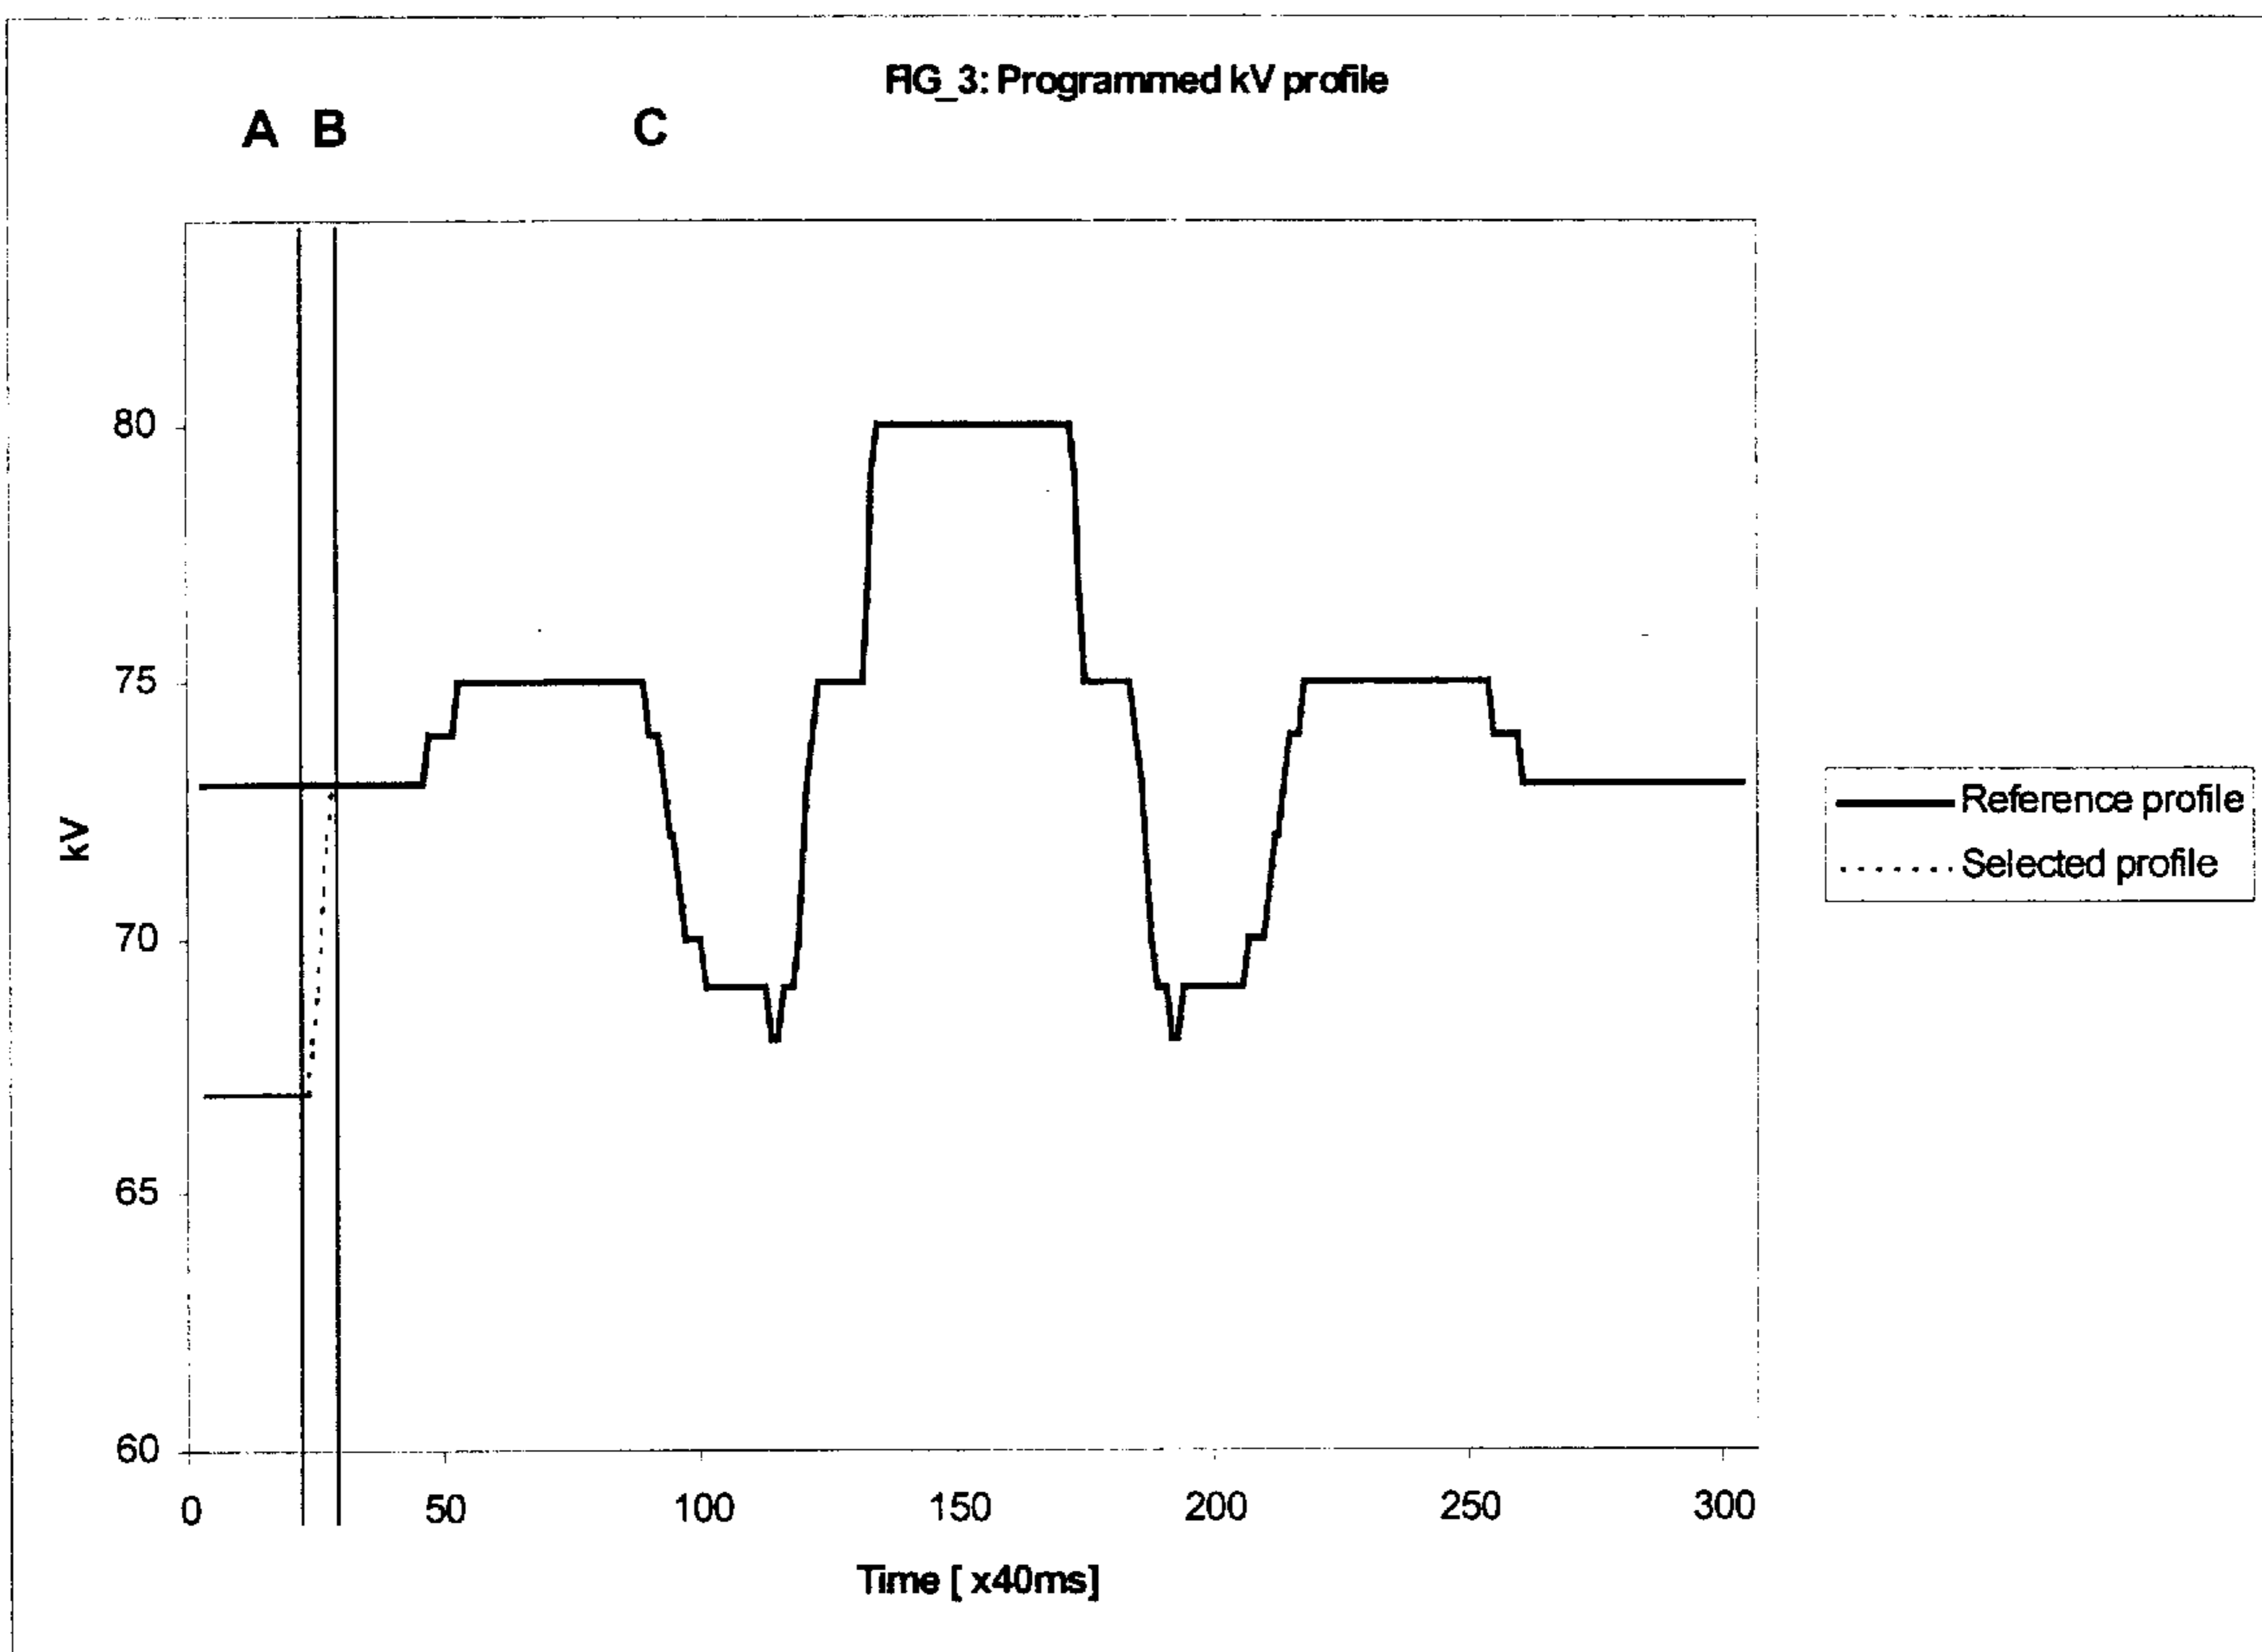 FIG_3: Programmed kV profile
A B C
80
75
70
65
60
kV
0 50 100 150 200 250 300
Time [ x40ms]
Reference profile
Selected profile